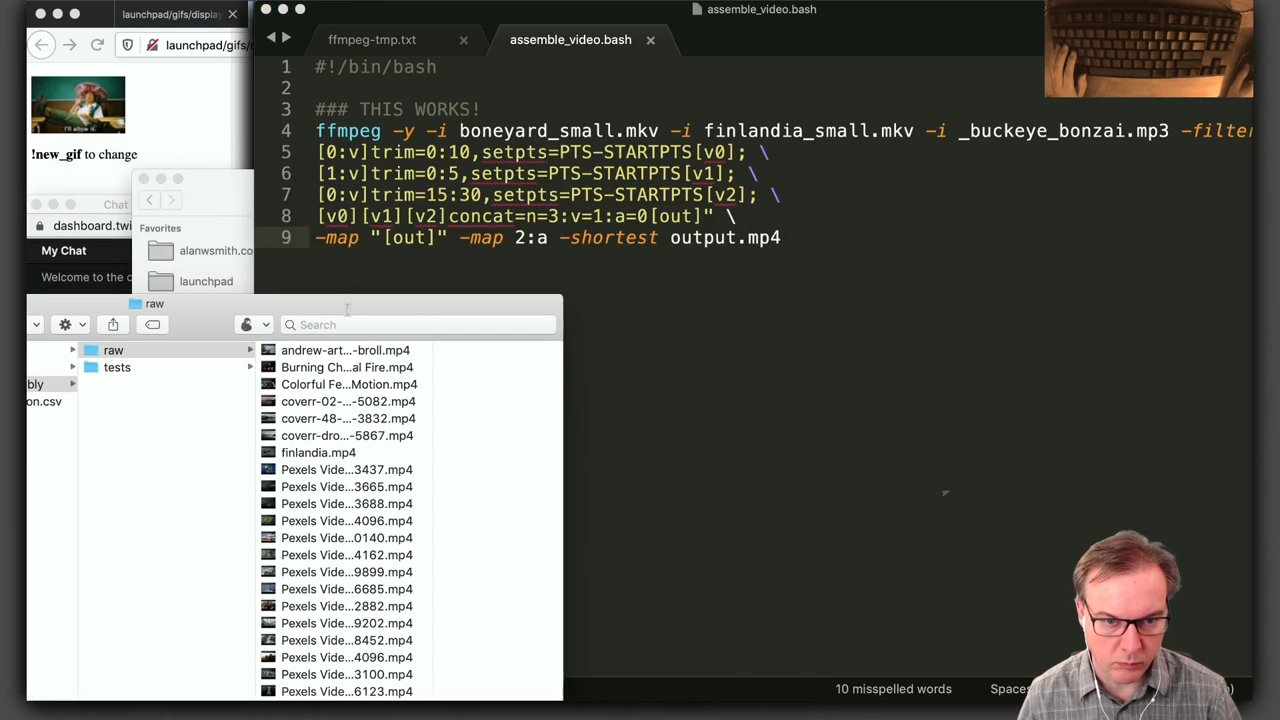 launchpad/gifs/display
launchpad/gifs/
I'll allow it.
!new_gif to change
Chat
dashboard.twi
My Chat
Welcome to the c
Favorites
alanwsmith.co
launchpad
assemble_video.bash
ffmpeg-tmp.txt
assemble_video.bash
1 #!/bin/bash
2
3 ### THIS WORKS!
4 ffmpeg -y -i boneyard_small.mkv -i finlandia_small.mkv -i _buckeye_bonzai.mp3 -filter
5 [0:v]trim=0:10,setpts=PTS-STARTPTS[v0]; \
6 [1:v]trim=0:5,setpts=PTS-STARTPTS[v1]; \
7 [0:v]trim=15:30,setpts=PTS-STARTPTS[v2]; \
8 [v0][v1][v2]concat=n=3:v=1:a=0[out]" \
9 -map "[out]" -map 2:a -shortest output.mp4
raw
Search
bly
on.csv
raw
tests
andrew-art...-broll.mp4
Burning Ch...al Fire.mp4
Colorful Fe...Motion.mp4
coverr-02-...-5082.mp4
coverr-48-...-3832.mp4
coverr-dro...-5867.mp4
finlandia.mp4
Pexels Vide...3437.mp4
Pexels Vide...3665.mp4
Pexels Vide...3688.mp4
Pexels Vide...4096.mp4
Pexels Vide...0140.mp4
Pexels Vide...4162.mp4
Pexels Vide...9899.mp4
Pexels Vide...6685.mp4
Pexels Vide...2882.mp4
Pexels Vide...9202.mp4
Pexels Vide...8452.mp4
Pexels Vide...4096.mp4
Pexels Vide...3100.mp4
Pexels Vide...6123.mp4
10 misspelled words
Spaces